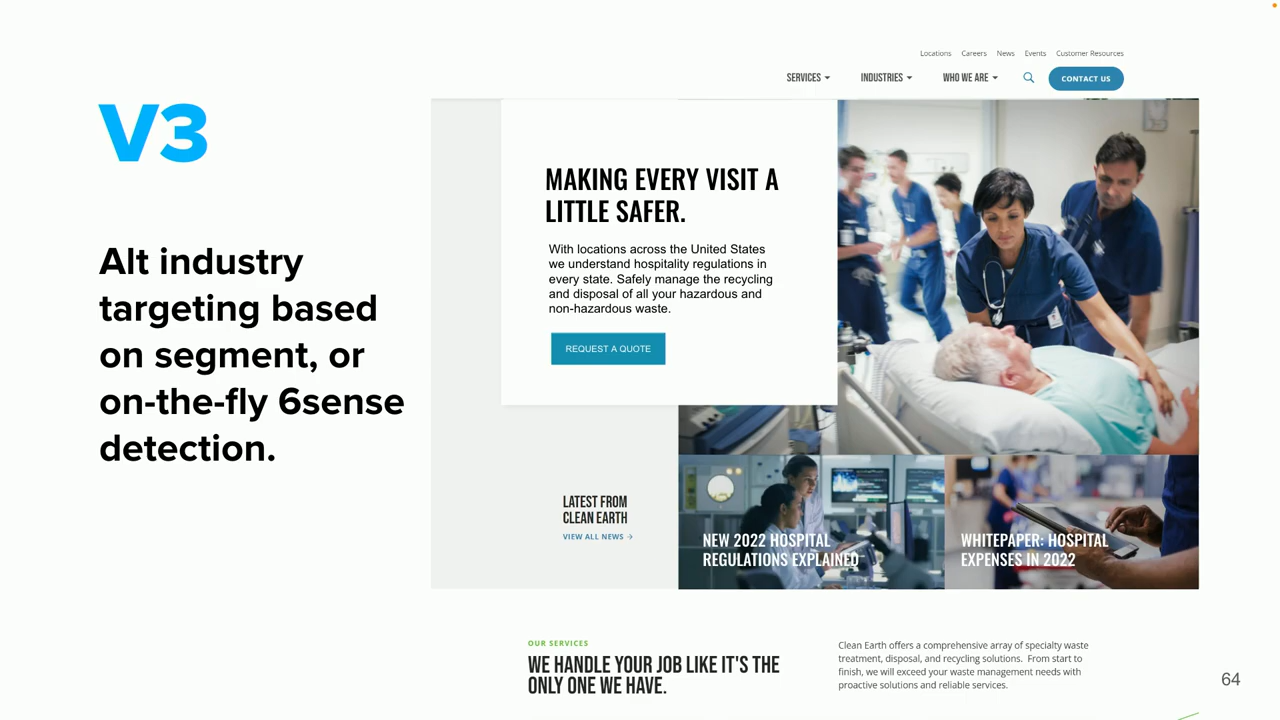 V3
Alt industry
targeting based
on segment, or
on-the-fly 6sense
detection.
Locations Careers News Events Customer Resources
SERVICES INDUSTRIES WHO WE ARE CONTACT US
MAKING EVERY VISIT A
LITTLE SAFER.
With locations across the United States
we understand hospitality regulations in
every state. Safely manage the recycling
and disposal of all your hazardous and
non-hazardous waste.
REQUEST A QUOTE
LATEST FROM
CLEAN EARTH
VIEW ALL NEWS →
NEW 2022 HOSPITAL
REGULATIONS EXPLAINED
WHITEPAPER: HOSPITAL
EXPENSES IN 2022
OUR SERVICES
WE HANDLE YOUR JOB LIKE IT'S THE
ONLY ONE WE HAVE.
Clean Earth offers a comprehensive array of specialty waste
treatment, disposal, and recycling solutions. From start to
finish, we will exceed your waste management needs with
proactive solutions and reliable services.
64